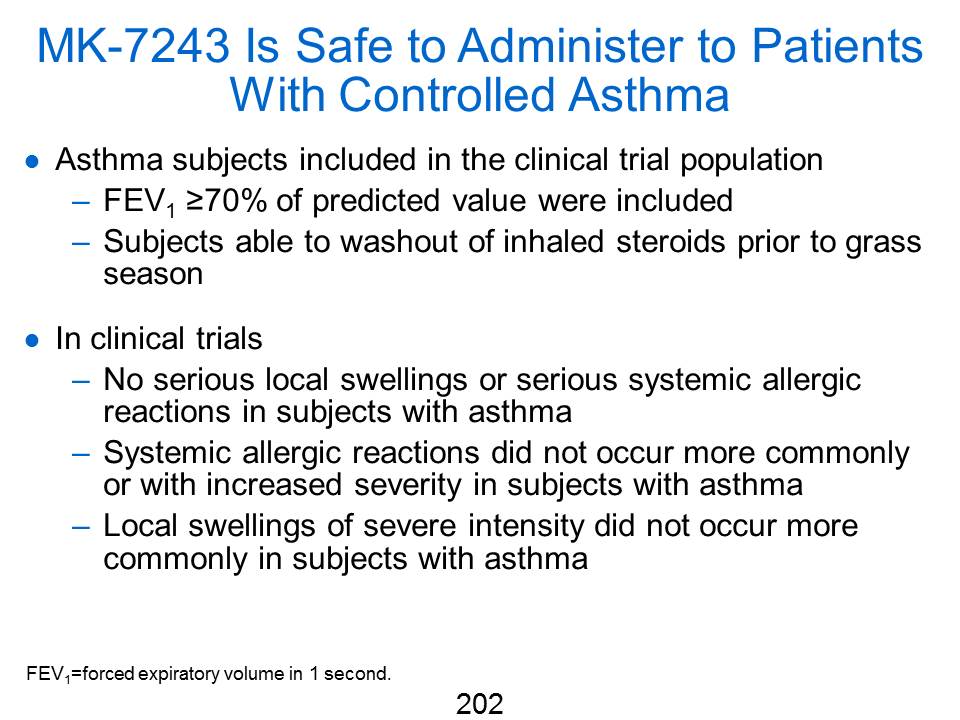 MK-7243 Is Safe to Administer to Patients
With Controlled Asthma
● Asthma subjects included in the clinical trial population
– FEV₁ ≥70% of predicted value were included
– Subjects able to washout of inhaled steroids prior to grass
season
● In clinical trials
– No serious local swellings or serious systemic allergic
reactions in subjects with asthma
– Systemic allergic reactions did not occur more commonly
or with increased severity in subjects with asthma
– Local swellings of severe intensity did not occur more
commonly in subjects with asthma
FEV₁=forced expiratory volume in 1 second.
202